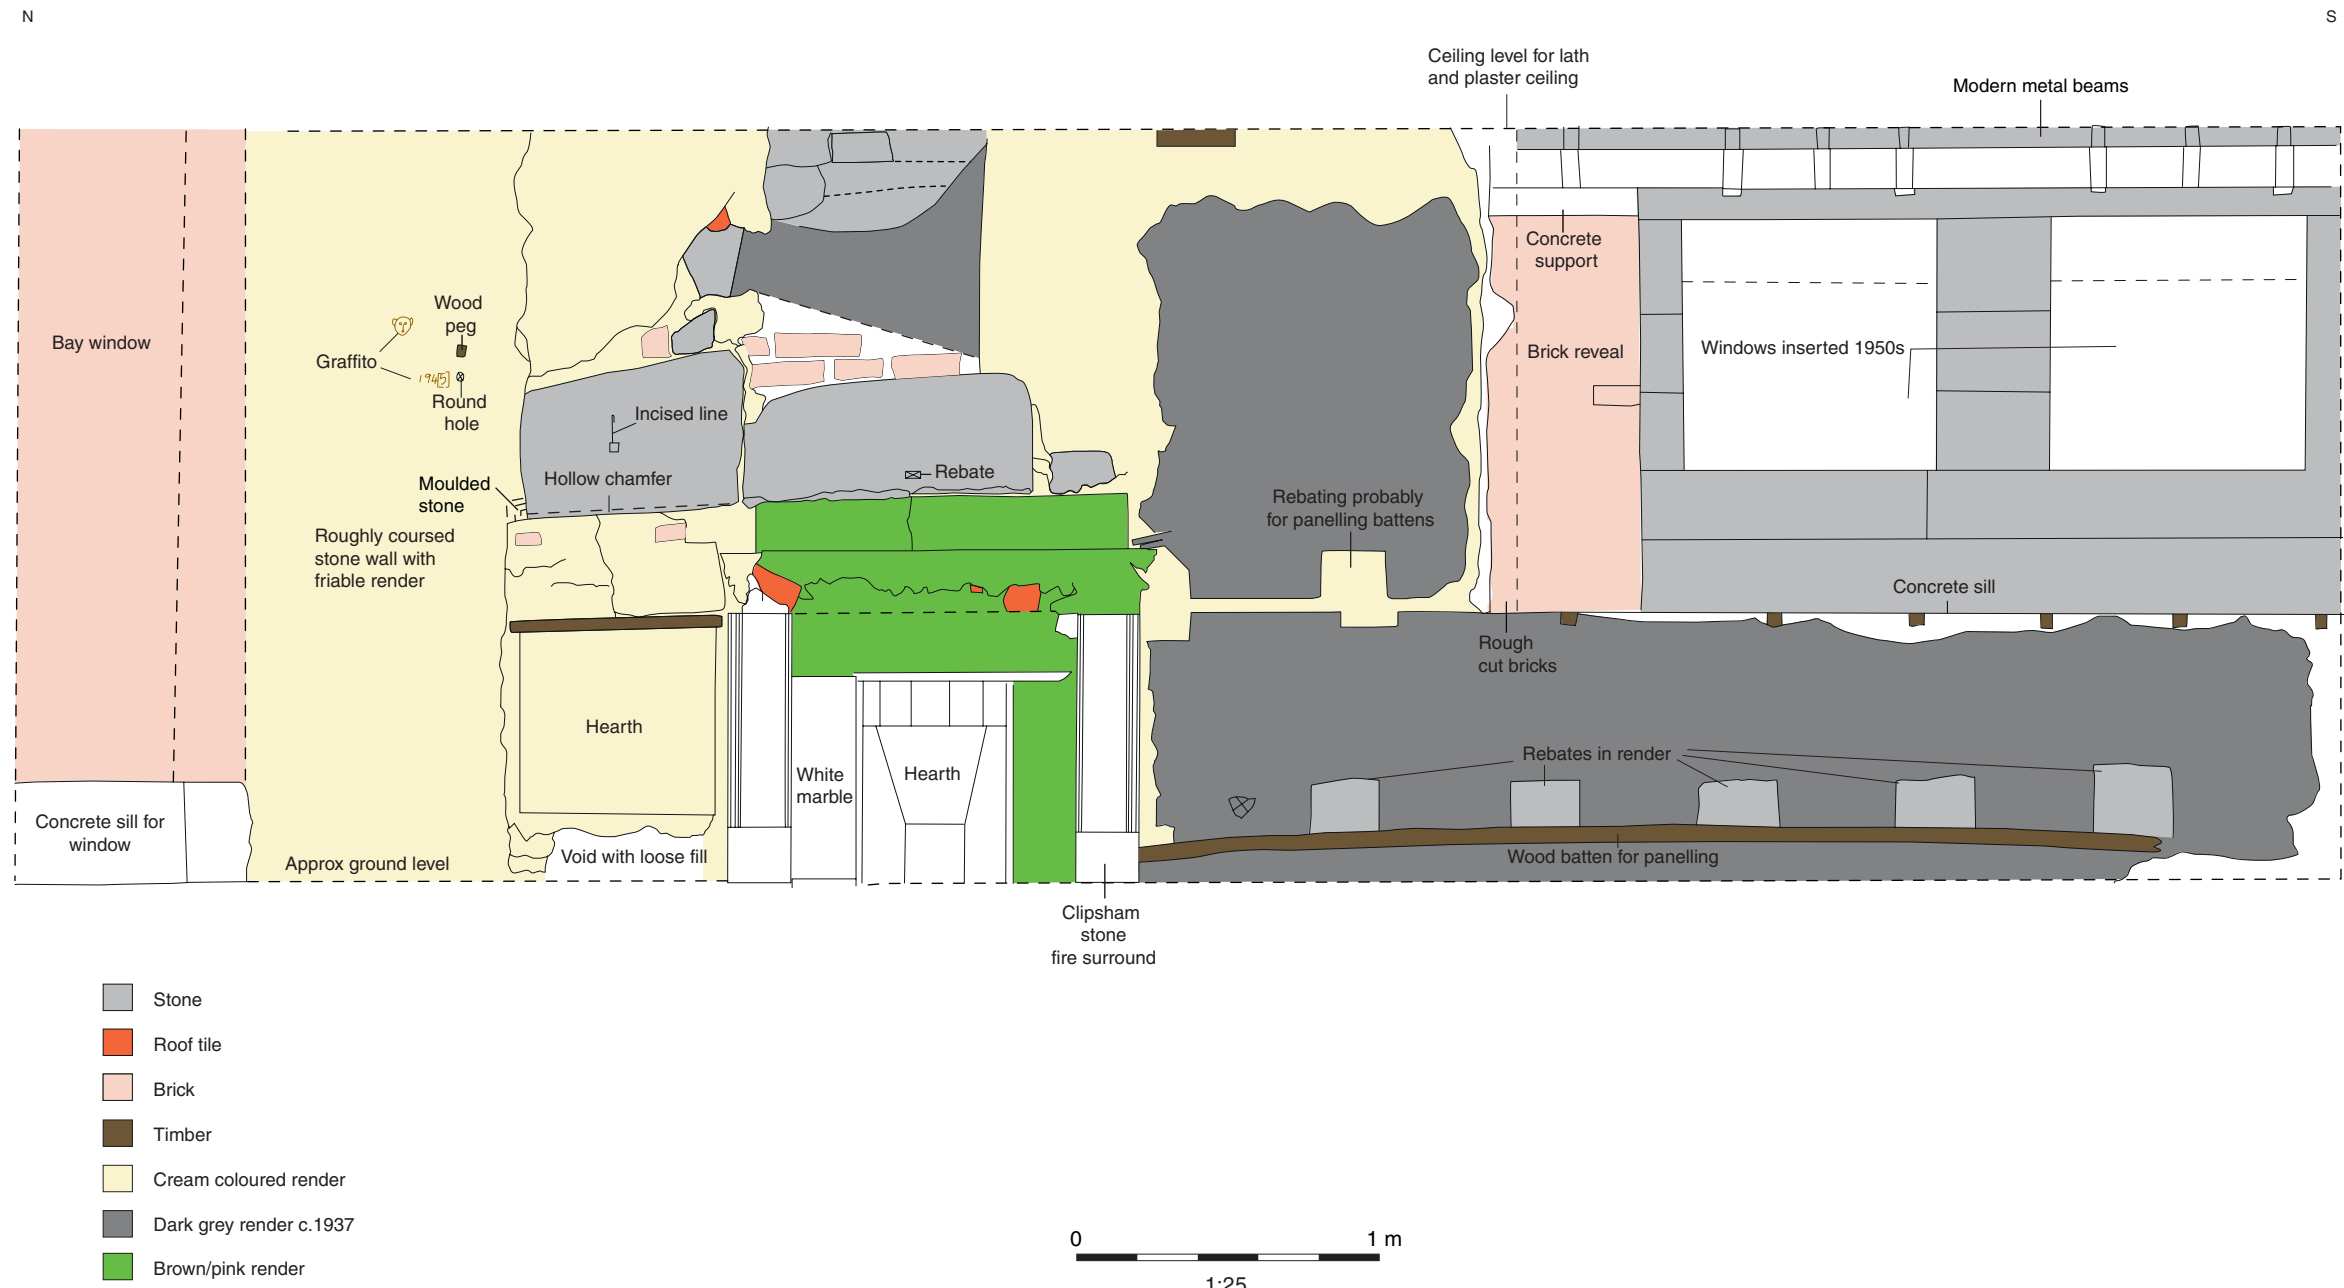 N
S
Ceiling level for lath
and plaster ceiling
Modern metal beams
Concrete
support
Bay window
Wood
peg
Graffito
194[5]
Round
hole
Brick reveal
Windows inserted 1950s
Incised line
Hollow chamfer
Rebate
Moulded
stone
Rebating probably
for panelling battens
Roughly coursed
stone wall with
friable render
Concrete sill
Rough
cut bricks
Hearth
White
marble
Hearth
Rebates in render
Concrete sill for
window
Approx ground level
Void with loose fill
Wood batten for panelling
Clipsham
stone
fire surround
Stone
Roof tile
Brick
Timber
Cream coloured render
Dark grey render c.1937
Brown/pink render
0 1 m
1:25